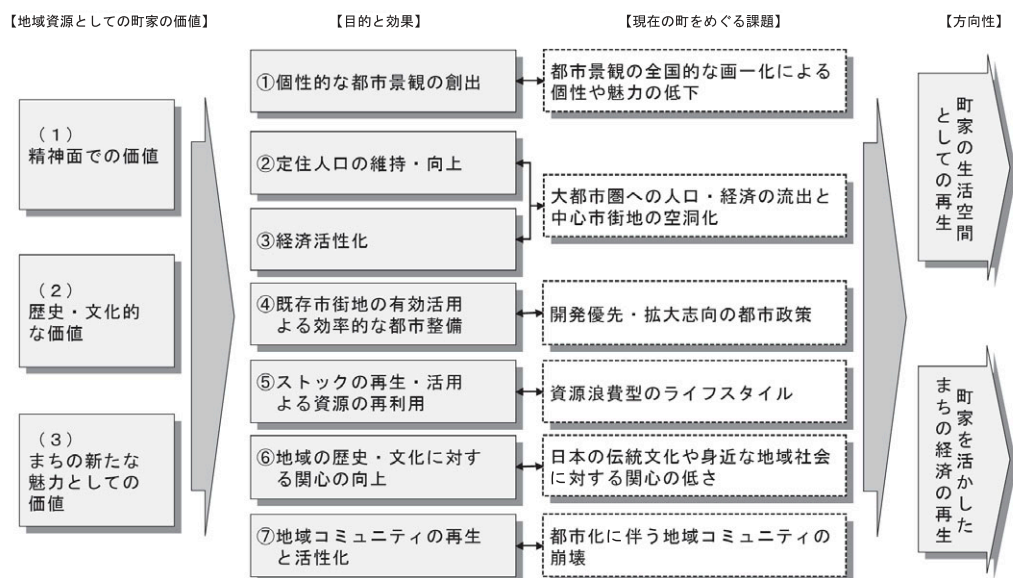 【地域資源としての町家の価値】
【目的と効果】
【現在の町をめぐる課題】
【方向性】
(1)
精神面での価値
(2)
歴史・文化的
な価値
(3)
まちの新たな
魅力としての
価値
①個性的な都市景観の創出
②定住人口の維持・向上
③経済活性化
④既存市街地の有効活用
よる効率的な都市整備
⑤ストックの再生・活用
よる資源の再利用
⑥地域の歴史・文化に対す
る関心の向上
⑦地域コミュニティの再生
と活性化
都市景観の全国的な画一化による
個性や魅力の低下
大都市圏への人口・経済の流出と
中心市街地の空洞化
開発優先・拡大志向の都市政策
資源浪費型のライフスタイル
日本の伝統文化や身近な地域社会
に対する関心の低さ
都市化に伴う地域コミュニティの
崩壊
町家の生活空間
としての再生
町家を活かした
まちの経済の再生